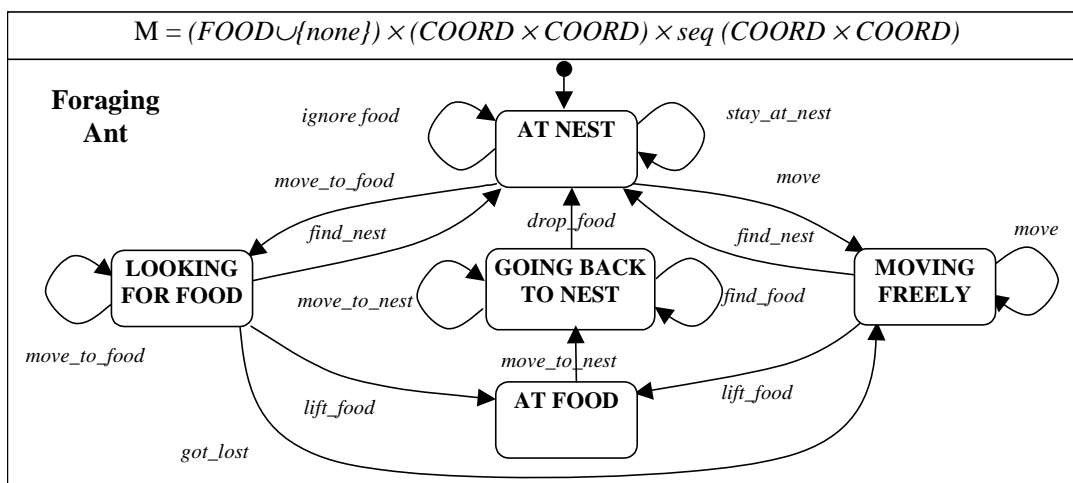 M = (FOOD∪{none}) × (COORD × COORD) × seq (COORD × COORD)
Foraging
Ant
ignore food
AT NEST
stay_at_nest
move_to_food
move
find_nest
drop_food
find_nest
move
LOOKING
FOR FOOD
GOING BACK
TO NEST
MOVING
FREELY
move_to_nest
find_food
move_to_food
move_to_nest
lift_food
AT FOOD
lift_food
got_lost